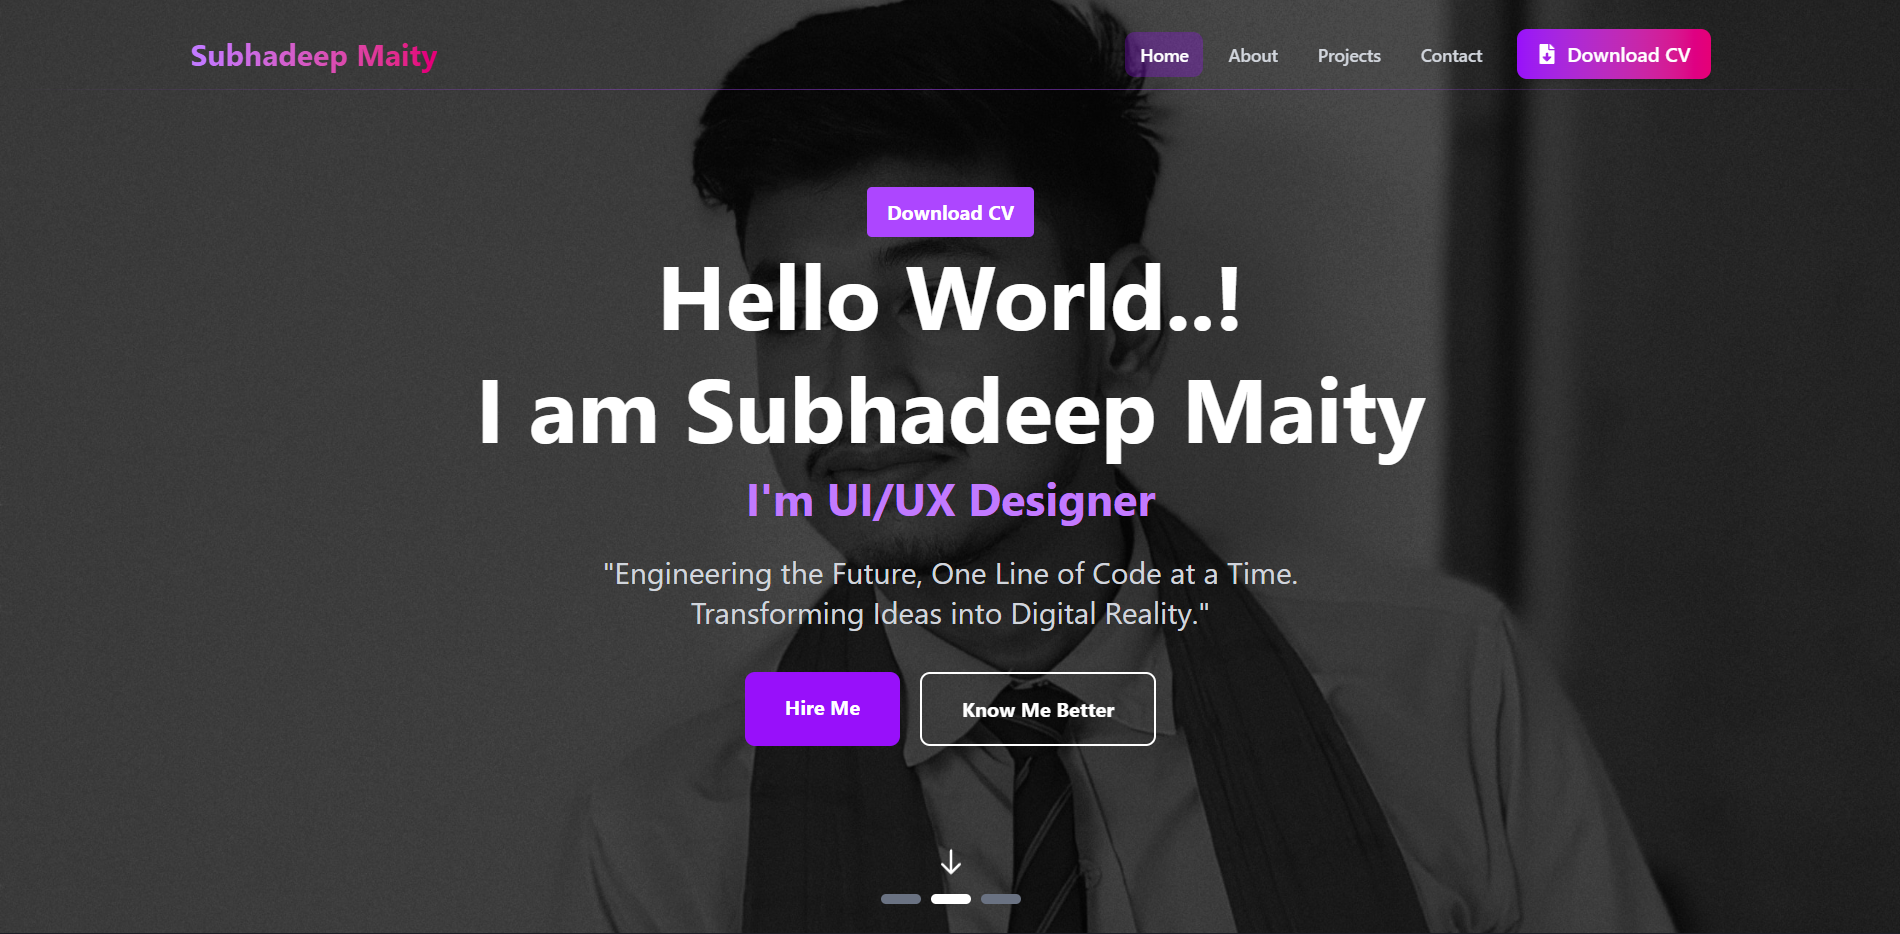 Subhadeep Maity
Home About Projects Contact Download CV
Download CV
Hello World..!
I am Subhadeep Maity
I'm UI/UX Designer
"Engineering the Future, One Line of Code at a Time.
Transforming Ideas into Digital Reality."
Hire Me Know Me Better